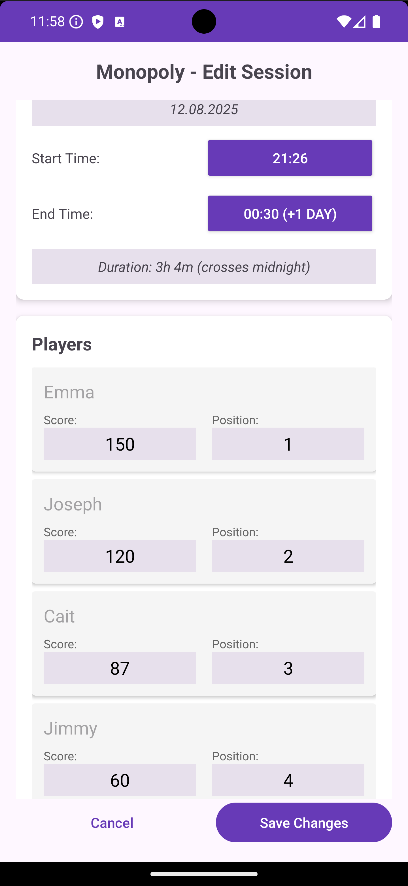 11:58
Monopoly - Edit Session
12.08.2025
Start Time:
21:26
End Time:
00:30 (+1 DAY)
Duration: 3h 4m (crosses midnight)
Players
Emma
Score:
Position:
150
1
Joseph
Score:
Position:
120
2
Cait
Score:
Position:
87
3
Jimmy
Score:
Position:
60
4
Cancel
Save Changes